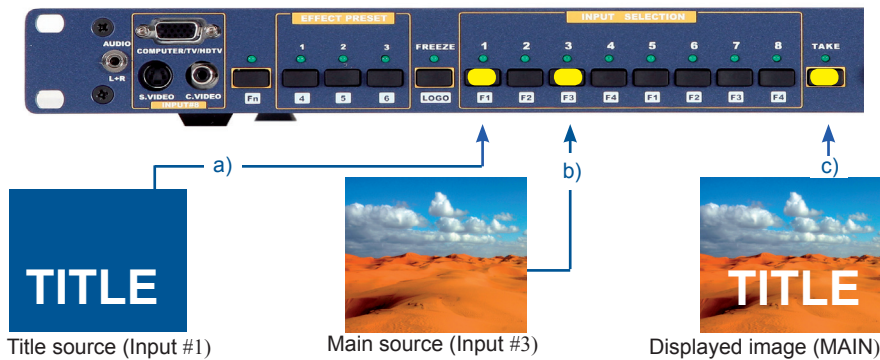 EFFECT PRESET
INPUT SELECTION
AUDIO
COMPUTER/TV/HDTV
1 2 3 FREEZE 1 2 3 4 5 6 7 8 TAKE
L+R
S.VIDEO C.VIDEO
INPUT#8
Fn 4 5 6 LOGO F1 F2 F3 F4 F1 F2 F3 F4
a) b) c)
TITLE
TITLE
Title source (Input #1)
Main source (Input #3)
Displayed image (MAIN)